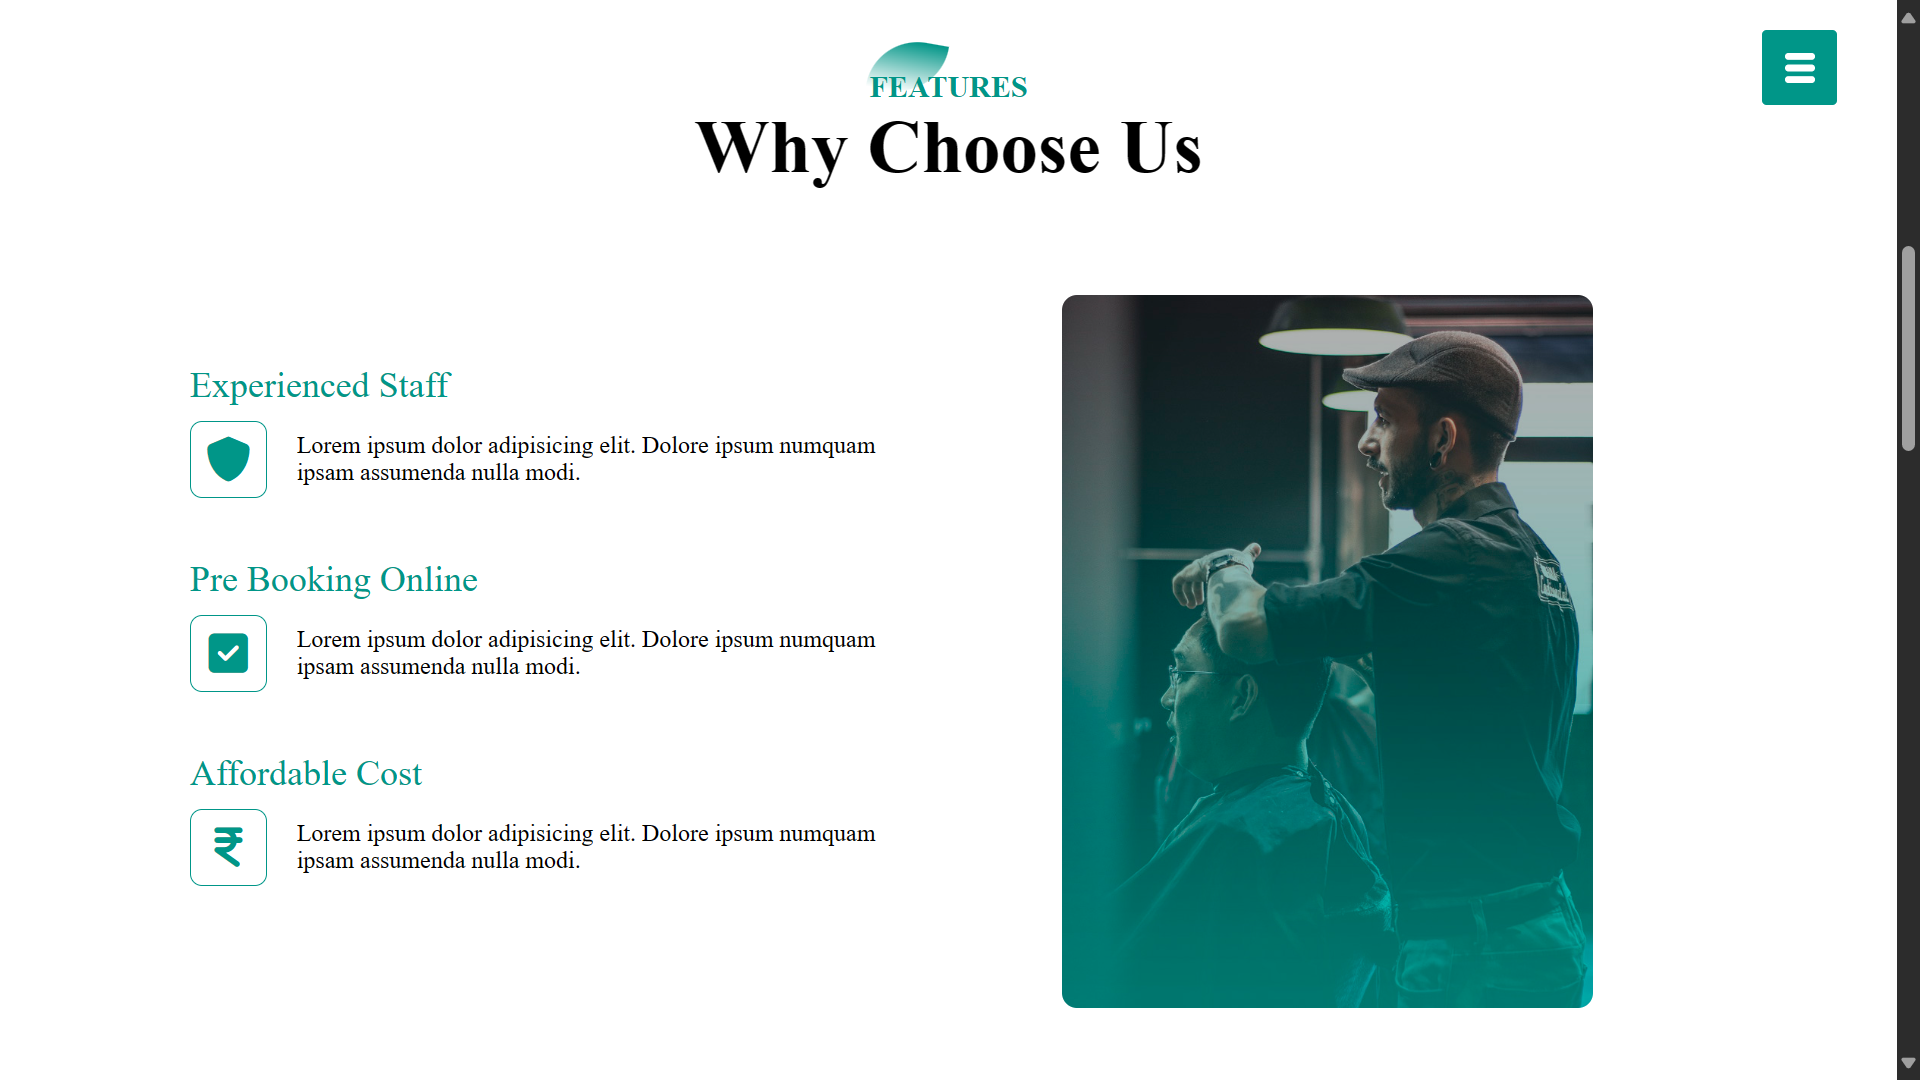 FEATURES
Why Choose Us
Experienced Staff
Lorem ipsum dolor adipisicing elit. Dolore ipsum numquam
ipsam assumenda nulla modi.
Pre Booking Online
Lorem ipsum dolor adipisicing elit. Dolore ipsum numquam
ipsam assumenda nulla modi.
Affordable Cost
₹
Lorem ipsum dolor adipisicing elit. Dolore ipsum numquam
ipsam assumenda nulla modi.